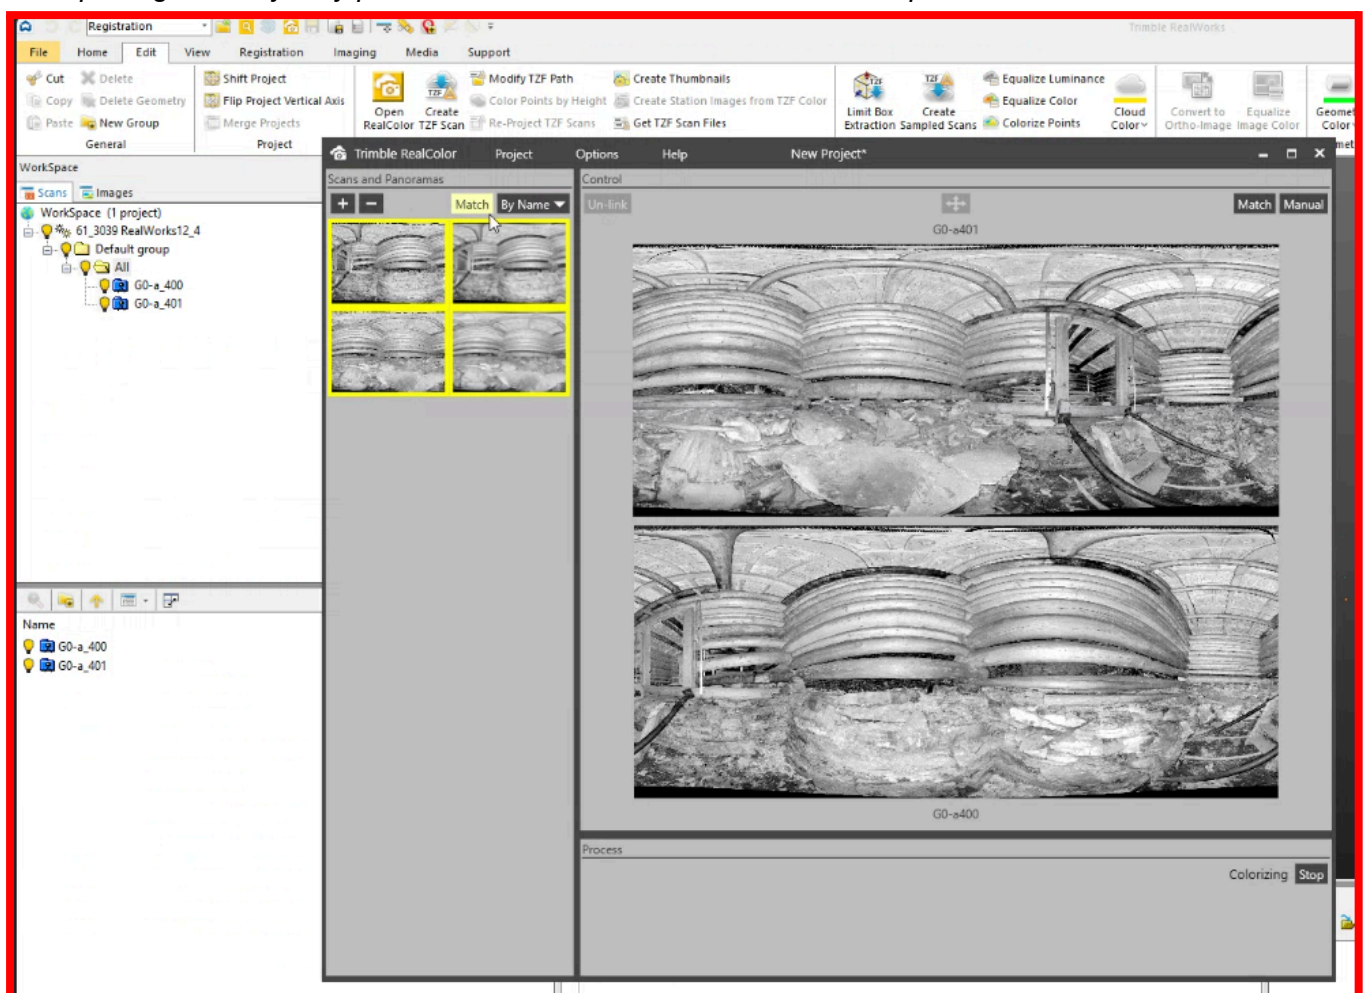 Registration
Trimble RealWorks
File Home Edit View Registration Imaging Media Support
Cut Delete Shift Project Modify TZF Path Create Thumbnails Equalize Luminance
Copy Delete Geometry Flip Project Vertical Axis Color Points by Height Create Station Images from TZF Color Equalize Color
Paste New Group Merge Projects Re-Project TZF Scans Get TZF Scan Files Colorize Points
Open RealColor
Create TZF Scan
Limit Box Extraction
Create Sampled Scans
Cloud Color
Convert to Ortho-Image
Equalize Image Color
General Project
WorkSpace
Scans Images
WorkSpace (1 project)
61_3039 RealWorks12_4
Default group
All
G0-a_400
G0-a_401
Name
G0-a_400
G0-a_401
Trimble RealColor Project Options Help New Project*
Scans and Panoramas
+ − Match By Name
Control
Un-link Match Manual
G0-a401
G0-a400
Process
Colorizing Stop